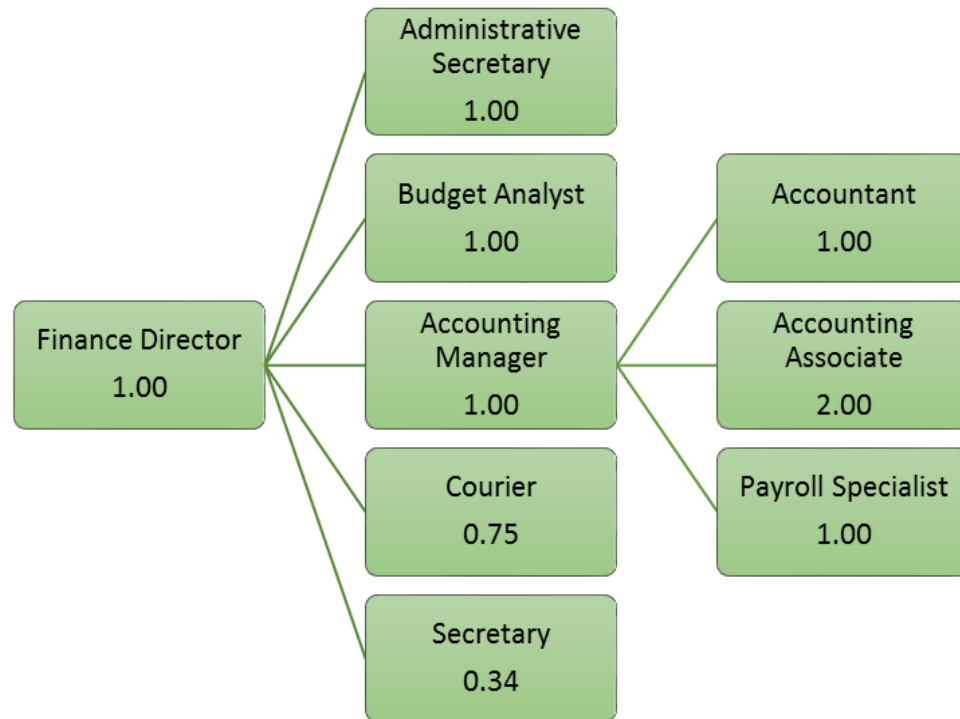 Finance Director
1.00
Administrative
Secretary
1.00
Budget Analyst
1.00
Accounting
Manager
1.00
Courier
0.75
Secretary
0.34
Accountant
1.00
Accounting
Associate
2.00
Payroll Specialist
1.00